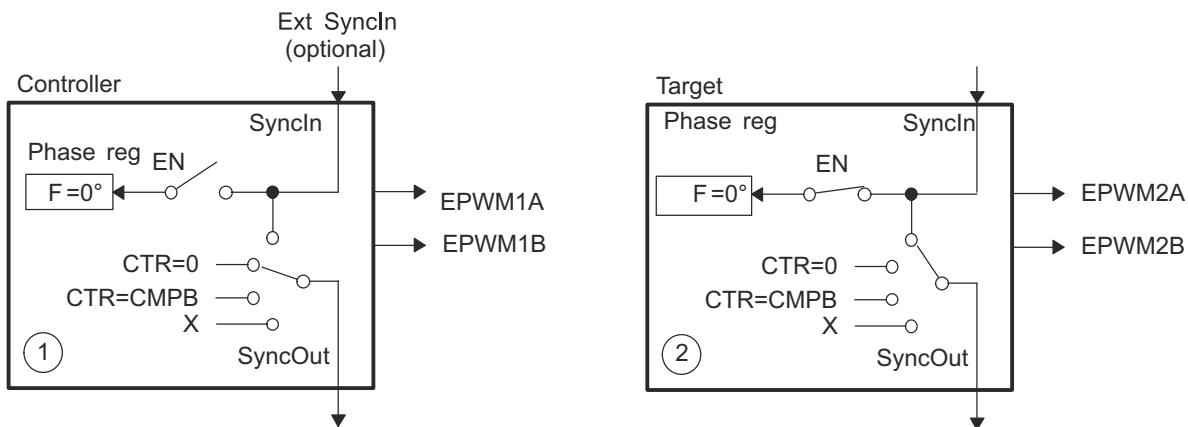 Ext SyncIn
(optional)
Controller
SyncIn
Phase reg
EN
F=0°
EPWM1A
EPWM1B
CTR=0
CTR=CMPB
X
1
SyncOut
Target
Phase reg
SyncIn
EN
F=0°
EPWM2A
EPWM2B
CTR=0
CTR=CMPB
X
2
SyncOut